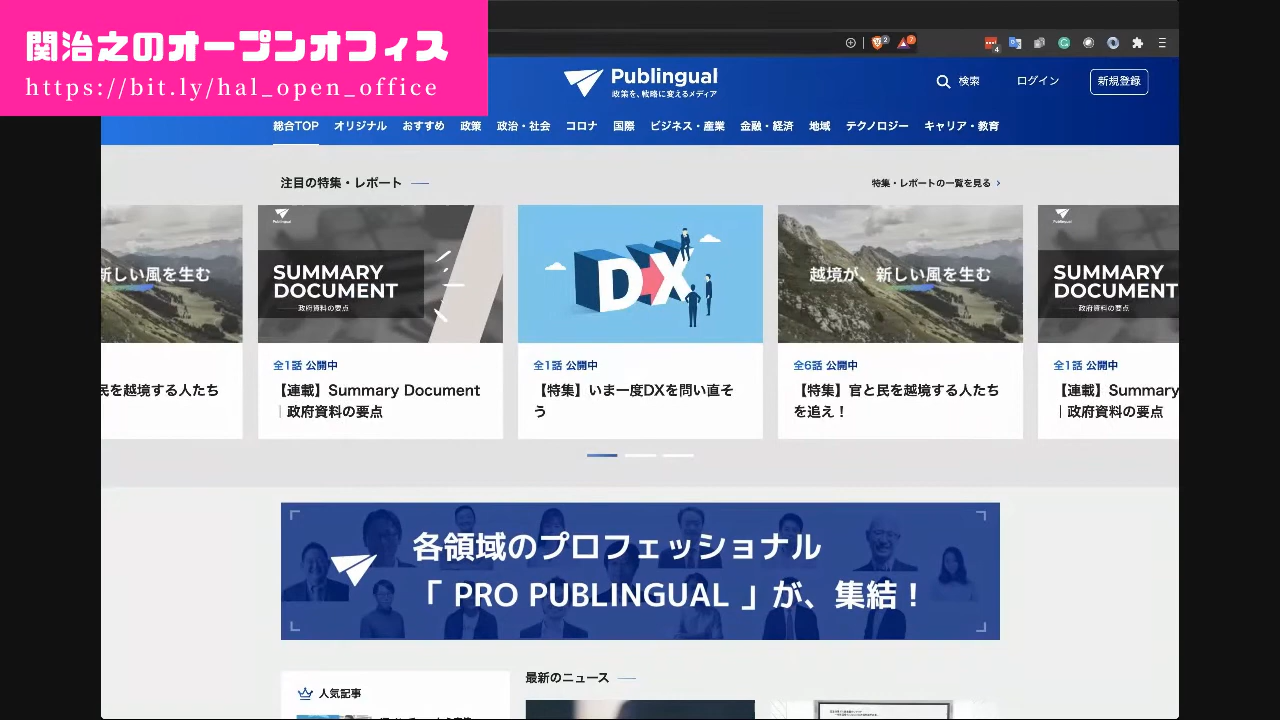 関治之のオープンオフィス
https://bit.ly/hal_open_office
2
4
Publingual
政策を、戦略に変えるメディア
検索
ログイン
新規登録
総合TOP オリジナル おすすめ 政策 政治・社会 コロナ 国際 ビジネス・産業 金融・経済 地域 テクノロジー キャリア・教育
注目の特集・レポート
特集・レポートの一覧を見る
新しい風を生む
民を越境する人たち
Publingual
SUMMARY
DOCUMENT
政府資料の要点
全1話 公開中
【連載】Summary Document
｜政府資料の要点
DX
全1話 公開中
【特集】いま一度DXを問い直そ
う
越境が、新しい風を生む
全6話 公開中
【特集】官と民を越境する人たち
を追え！
Publingual
SUMMARY
DOCUMENT
政府資料の要点
全1話 公開中
【連載】Summary
｜政府資料の要点
各領域のプロフェッショナル
「 PRO PUBLINGUAL 」が、集結！
人気記事
最新のニュース